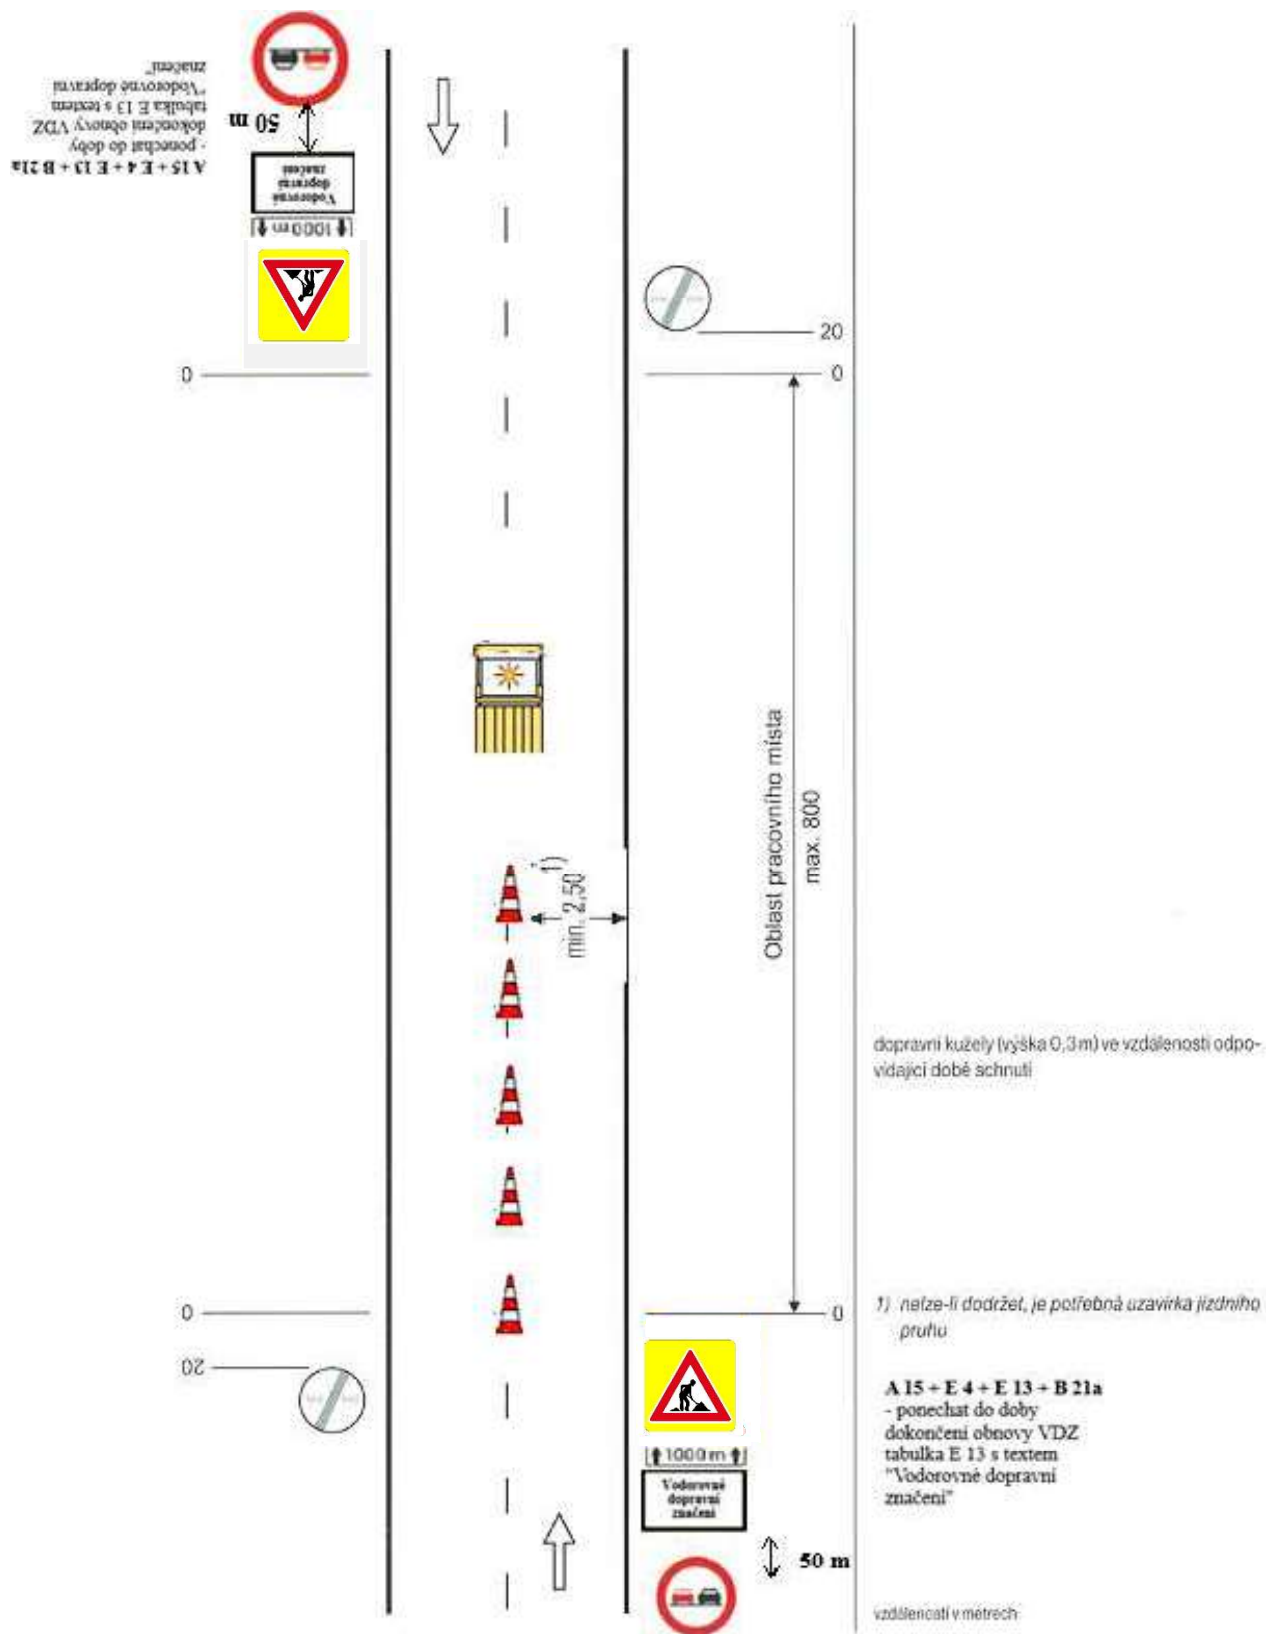 A 15 + E 4 + E 13 + B 21a
- ponechat do doby
dokončení obnovy VDZ
tabulka E 13 s textem
"Vodorovné dopravní
značení"
50 m
Vodorovné
dopravní
značení
1000 m
20
0
0
Oblast pracovního místa
max. 800
1)
min. 2,50
dopravní kužely (výška 0,3 m) ve vzdálenosti odpo-
vídající době schnutí
0
0
20
1) nelze-li dodržet, je potřebná uzavírka jízdního
pruhu
A 15 + E 4 + E 13 + B 21a
- ponechat do doby
dokončení obnovy VDZ
tabulka E 13 s textem
"Vodorovné dopravní
značení"
1000 m
Vodorovné
dopravní
značení
50 m
vzdálenosti v metrech